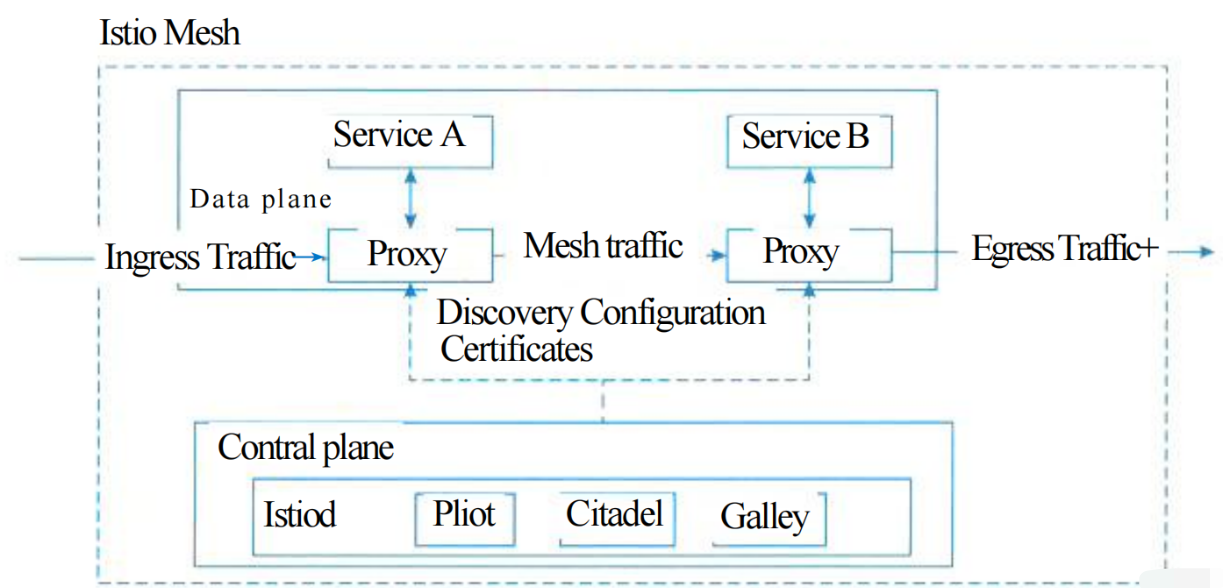 Istio Mesh
Service A
Service B
Data plane
Ingress Traffic
Proxy
Mesh traffic
Proxy
Egress Traffic+
Discovery Configuration
Certificates
Contral plane
Istiod
Pliot
Citadel
Galley